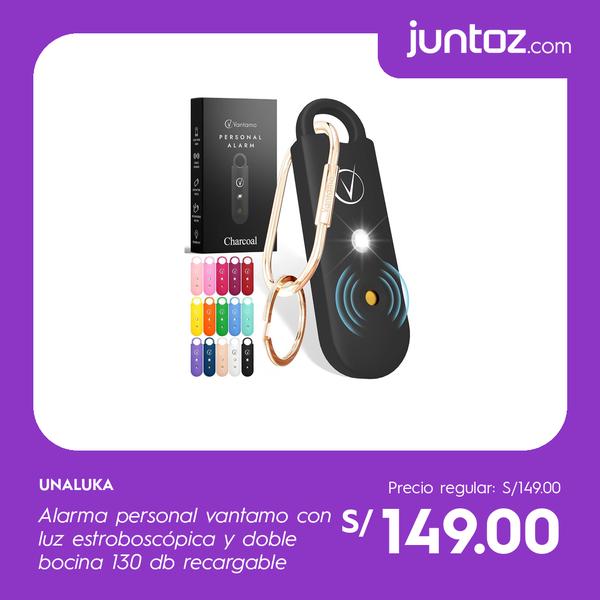 juntoz.com
Vantamo
PERSONAL
ALARM
Charcoal
UNALUKA
Precio regular: S/149.00
Alarma personal vantamo con
luz estroboscópica y doble
bocina 130 db recargable
S/149.00